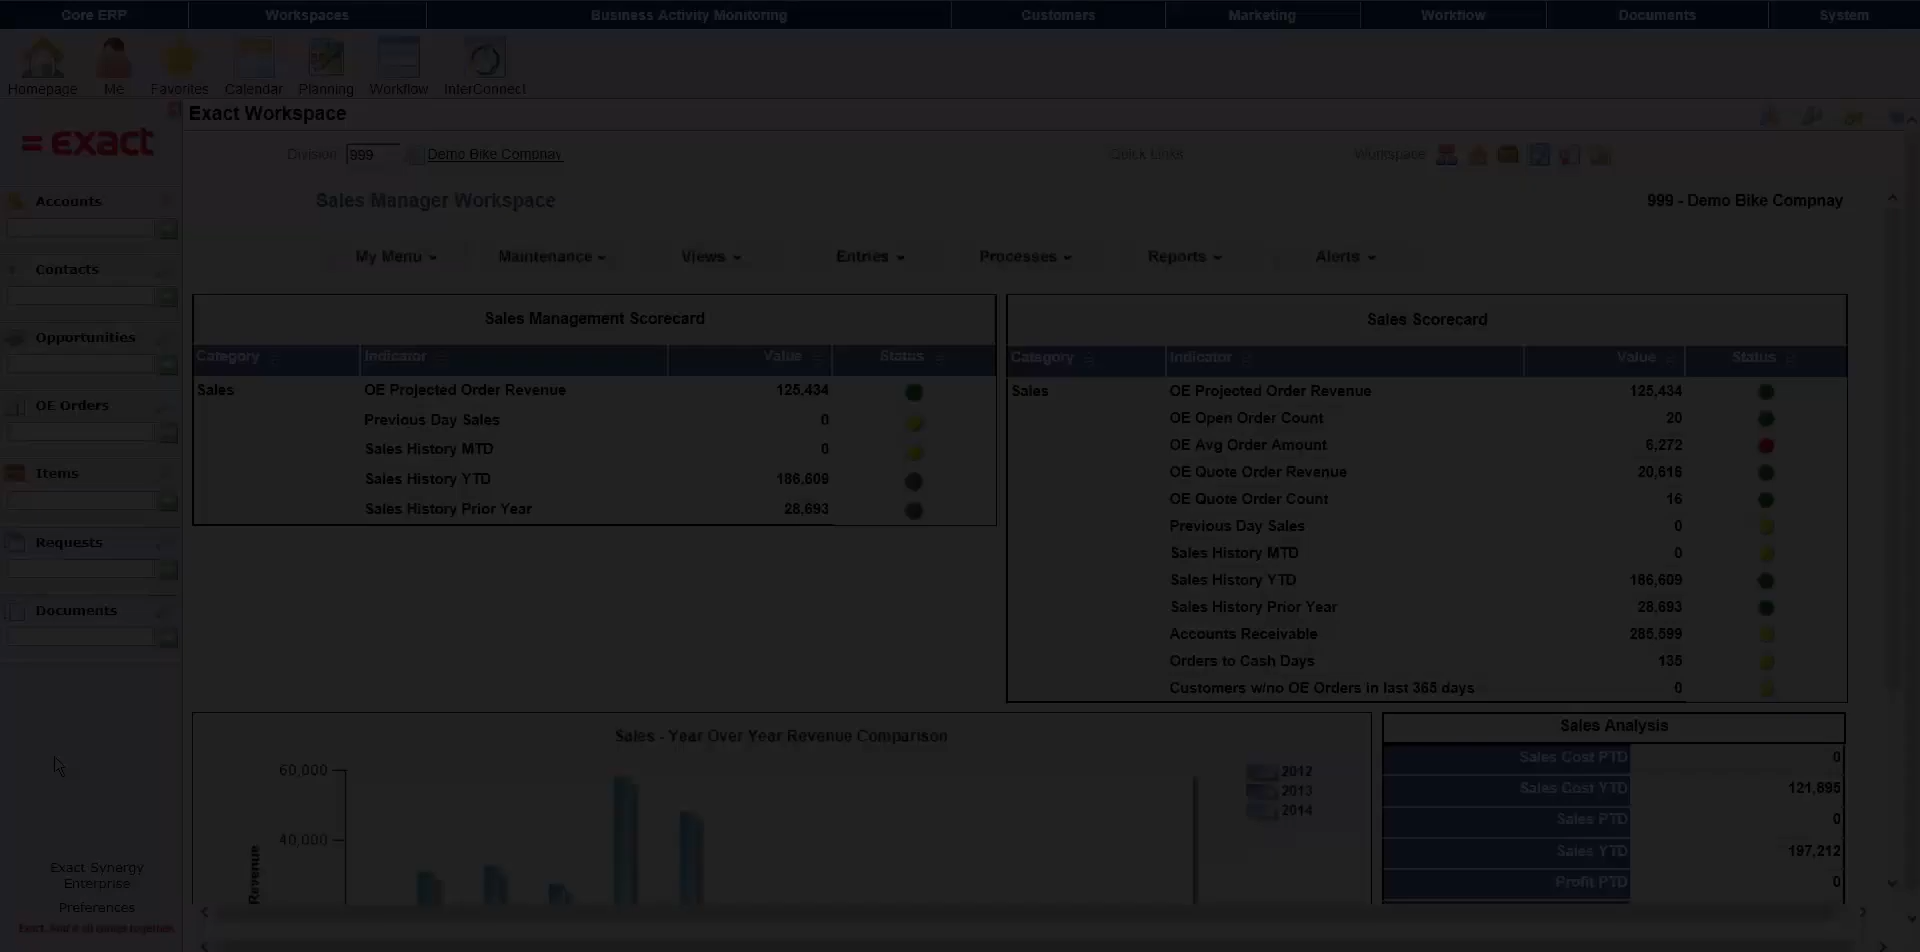 Core ERP Workspaces Business Activity Monitoring Customers Marketing Workflow Documents System
Homepage Me Favorites Calendar Planning Workflow InterConnect
Exact Workspace
= exact
Division 999 Demo Bike Compnay Quick Links Workspace
Sales Manager Workspace 999 - Demo Bike Compnay
My Menu Maintenance Views Entries Processes Reports Alerts
Accounts
Contacts
Opportunities
OE Orders
Items
Requests
Documents
Exact Synergy
Enterprise
Preferences
Sales Management Scorecard
Category Indicator Value Status
Sales OE Projected Order Revenue 125,434
Previous Day Sales 0
Sales History MTD 0
Sales History YTD 186,609
Sales History Prior Year 28,693
Sales Scorecard
Category Indicator Value Status
Sales OE Projected Order Revenue 125,434
OE Open Order Count 20
OE Avg Order Amount 6,272
OE Quote Order Revenue 20,616
OE Quote Order Count 16
Previous Day Sales 0
Sales History MTD 0
Sales History YTD 186,609
Sales History Prior Year 28,693
Accounts Receivable 285,599
Orders to Cash Days 135
Customers w/no OE Orders in last 365 days 0
Sales - Year Over Year Revenue Comparison
60,000
40,000
Revenue
2012
2013
2014
Sales Analysis
Sales Cost PTD 0
Sales Cost YTD 121,895
Sales PTD 0
Sales YTD 197,212
Profit PTD 0